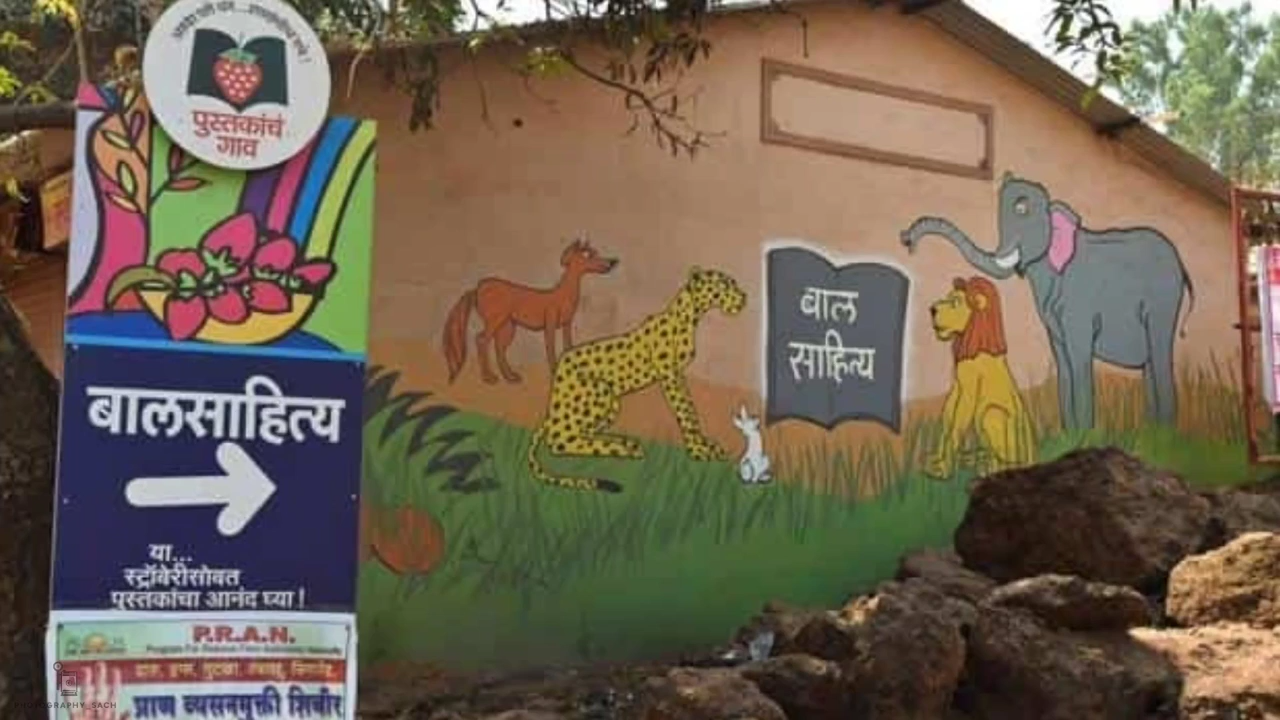 पुस्तकांचं
गाव
बालसाहित्य
या...
स्ट्रॉबेरीसोबत
पुस्तकांचा आनंद घ्या !
P.R.A.N.
प्राण व्यसनमुक्ती शिबीर
बाल
साहित्य